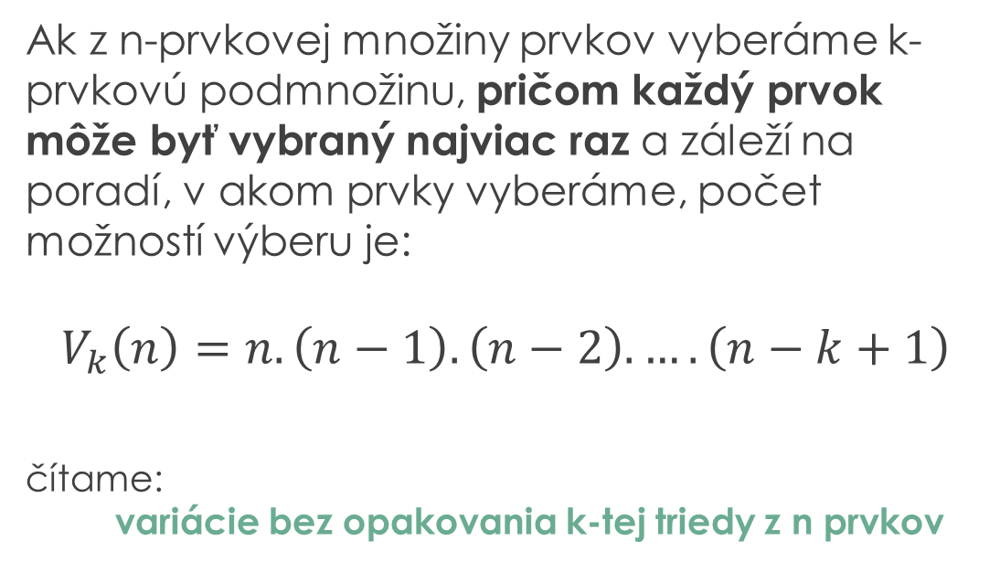 Ak z n-prvkovej množiny prvkov vyberáme k-
prvkovú podmnožinu, pričom každý prvok
môže byť vybraný najviac raz a záleží na
poradí, v akom prvky vyberáme, počet
možností výberu je:
𝑉ₖ(𝑛) = 𝑛. (𝑛 − 1). (𝑛 − 2). … . (𝑛 − 𝑘 + 1)
čítame:
variácie bez opakovania k-tej triedy z n prvkov